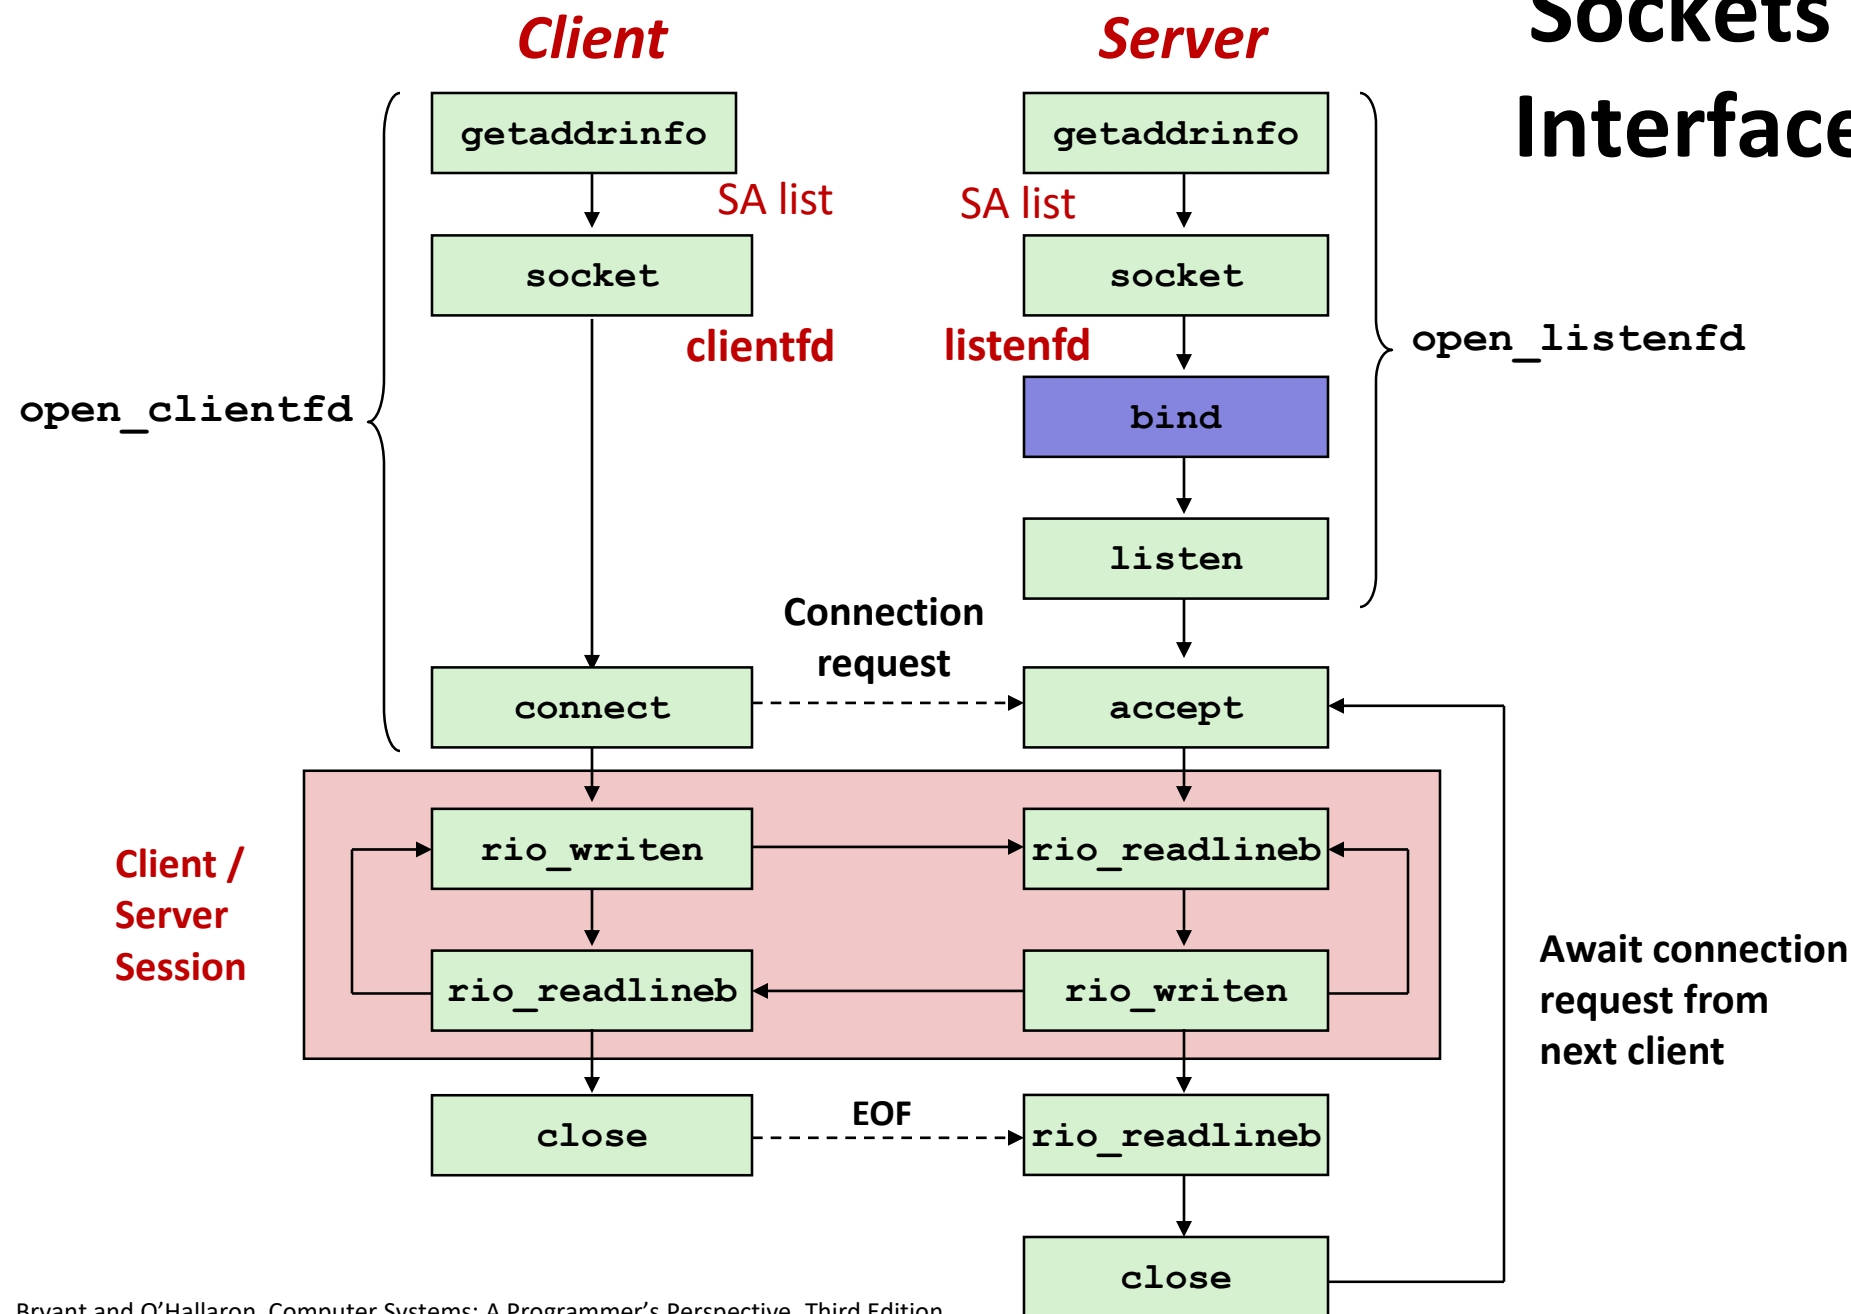 Client
Server
Sockets
Interface
getaddrinfo
getaddrinfo
SA list
SA list
socket
socket
clientfd
listenfd
open_listenfd
open_clientfd
bind
listen
Connection
request
connect
accept
rio_writen
rio_readlineb
Client /
Server
Session
rio_readlineb
rio_writen
Await connection
request from
next client
close
EOF
rio_readlineb
close
Bryant and O'Hallaron, Computer Systems: A Programmer's Perspective, Third Edition